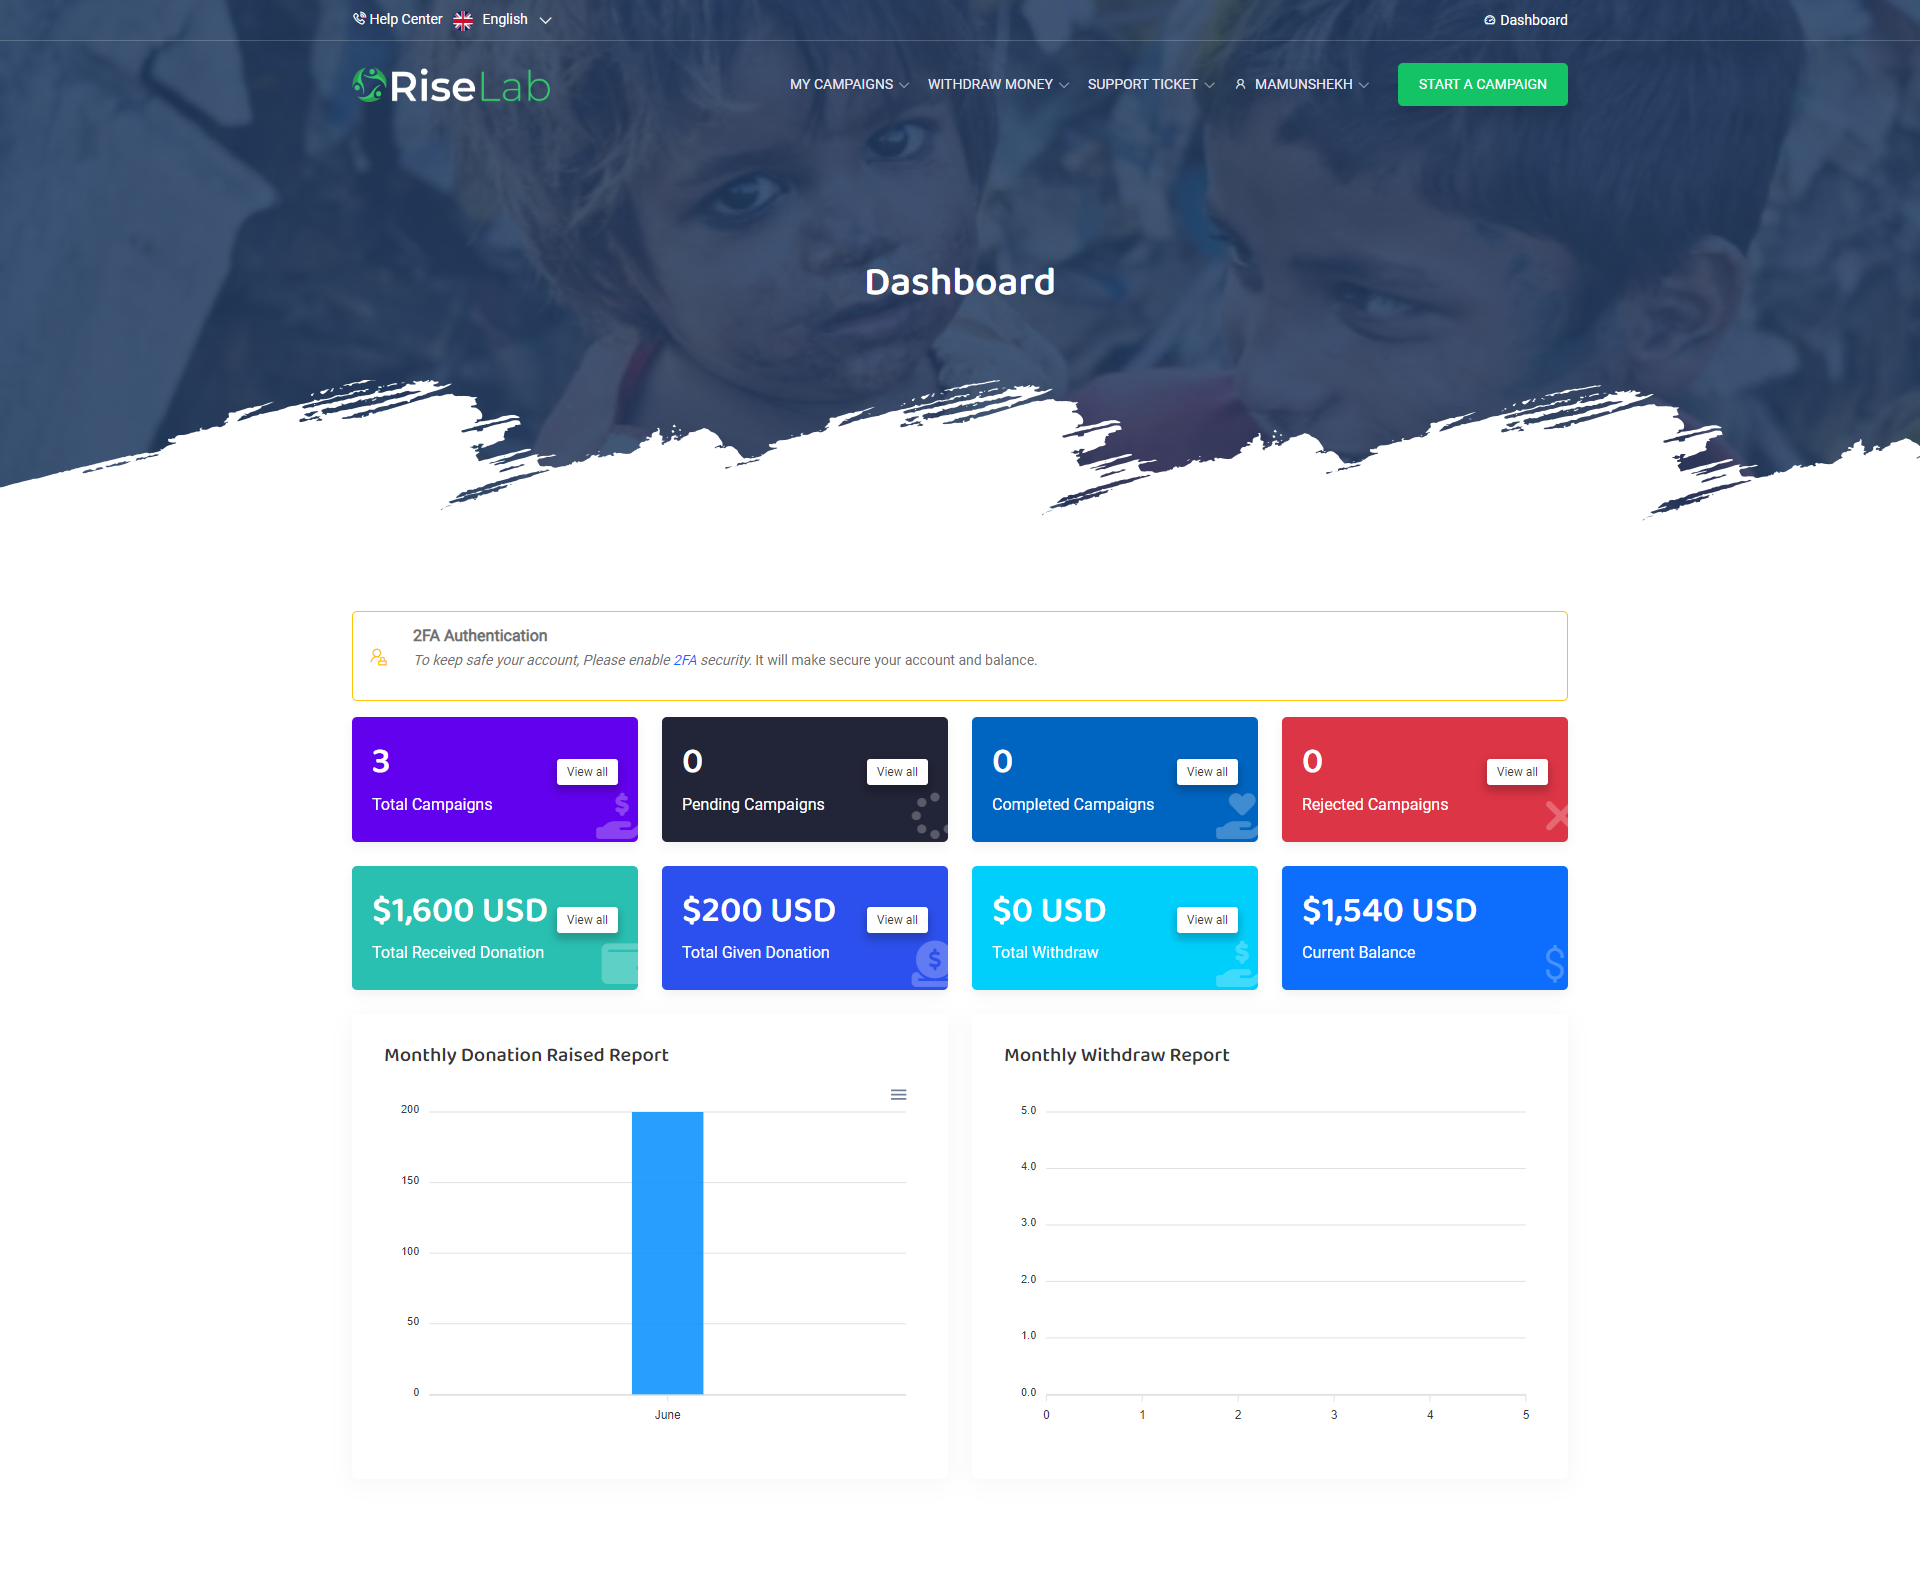 Help Center English
Dashboard
RiseLab
MY CAMPAIGNS WITHDRAW MONEY SUPPORT TICKET MAMUNSHEKH START A CAMPAIGN
Dashboard
2FA Authentication
To keep safe your account, Please enable 2FA security. It will make secure your account and balance.
3
View all
Total Campaigns
0
View all
Pending Campaigns
0
View all
Completed Campaigns
0
View all
Rejected Campaigns
$1,600 USD
View all
Total Received Donation
$200 USD
View all
Total Given Donation
$0 USD
View all
Total Withdraw
$1,540 USD
Current Balance
Monthly Donation Raised Report
200
150
100
50
0
June
Monthly Withdraw Report
5.0
4.0
3.0
2.0
1.0
0.0
0 1 2 3 4 5